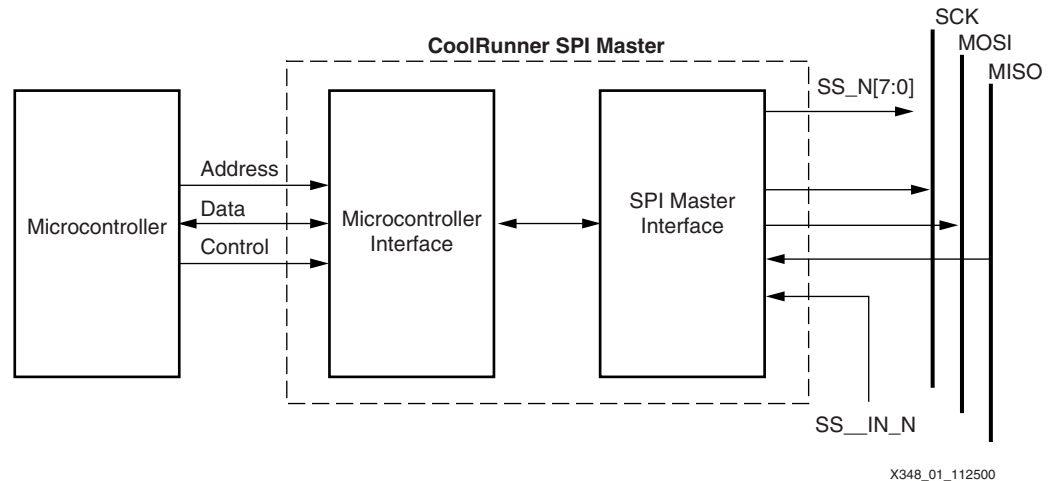 SCK
MOSI
MISO
CoolRunner SPI Master
SS_N[7:0]
Microcontroller
Address
Data
Control
Microcontroller
Interface
SPI Master
Interface
SS__IN_N
X348_01_112500